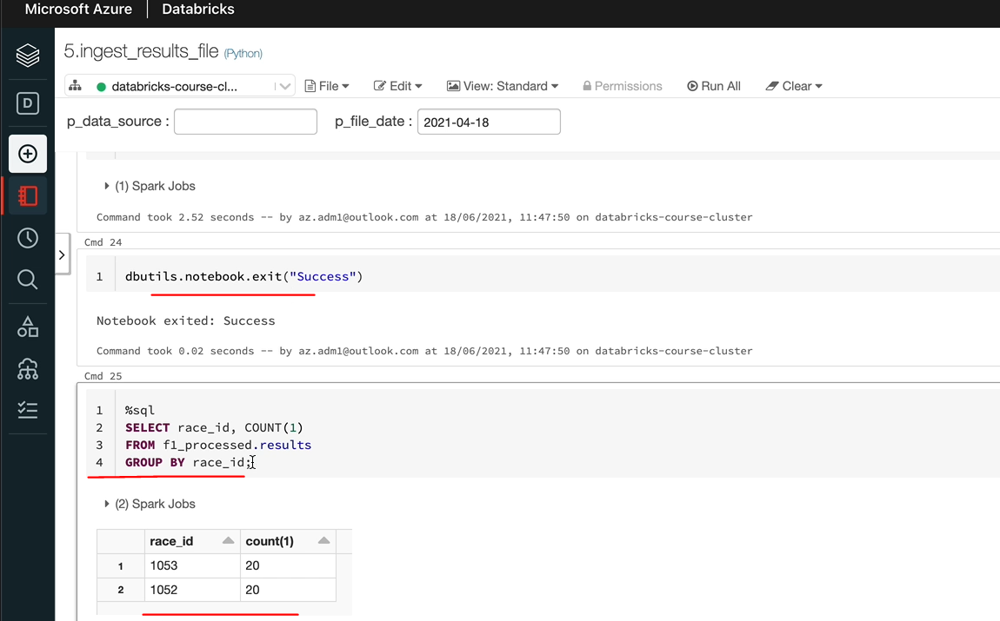 Microsoft Azure | Databricks
5.ingest_results_file (Python)
databricks-course-cl... File Edit View: Standard Permissions Run All Clear
p_data_source : p_file_date : 2021-04-18
(1) Spark Jobs
Command took 2.52 seconds -- by az.adm1@outlook.com at 18/06/2021, 11:47:50 on databricks-course-cluster
Cmd 24
1 dbutils.notebook.exit("Success")
Notebook exited: Success
Command took 0.02 seconds -- by az.adm1@outlook.com at 18/06/2021, 11:47:50 on databricks-course-cluster
Cmd 25
1 %sql
2 SELECT race_id, COUNT(1)
3 FROM f1_processed.results
4 GROUP BY race_id;
(2) Spark Jobs
race_id count(1)
1 1053 20
2 1052 20